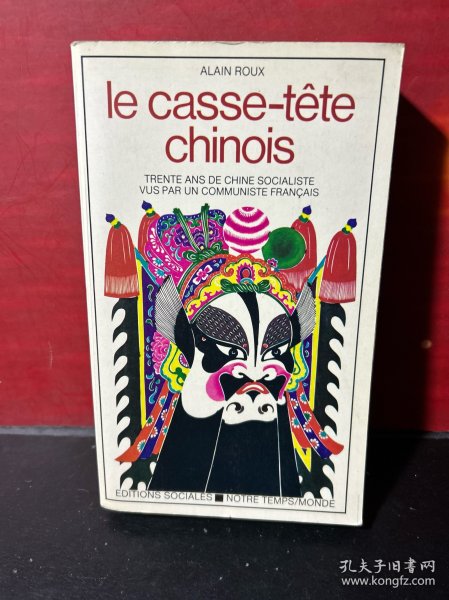 ALAIN ROUX
le casse-tête
chinois
TRENTE ANS DE CHINE SOCIALISTE
VUS PAR UN COMMUNISTE FRANÇAIS
EDITIONS SOCIALES ■ NOTRE TEMPS/MONDE
孔夫子旧书网
www.kongfz.com